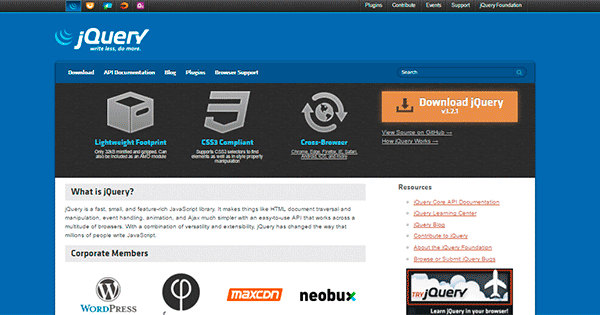 Plugins Contribute Events Support jQuery Foundation
jQuery
write less, do more.
Download API Documentation Blog Plugins Browser Support
Search
Lightweight Footprint
Only 32kB minified and gzipped. Can
also be included as an AMD module
CSS3 Compliant
Supports CSS3 selectors to find
elements as well as in style property
manipulation
Cross-Browser
Chrome, Edge, Firefox, IE, Safari,
Android, iOS, and more
Download jQuery
v3.2.1
View Source on GitHub →
How jQuery Works →
What is jQuery?
jQuery is a fast, small, and feature-rich JavaScript library. It makes things like HTML document traversal and
manipulation, event handling, animation, and Ajax much simpler with an easy-to-use API that works across
a multitude of browsers. With a combination of versatility and extensibility, jQuery has changed the way that
millions of people write JavaScript.
Corporate Members
WORDPRESS
maxcdn
neobux
Resources
jQuery Core API Documentation
jQuery Learning Center
jQuery Blog
Contribute to jQuery
About the jQuery Foundation
Browse or Submit jQuery Bugs
TRY jQuery
Learn jQuery in your browser!